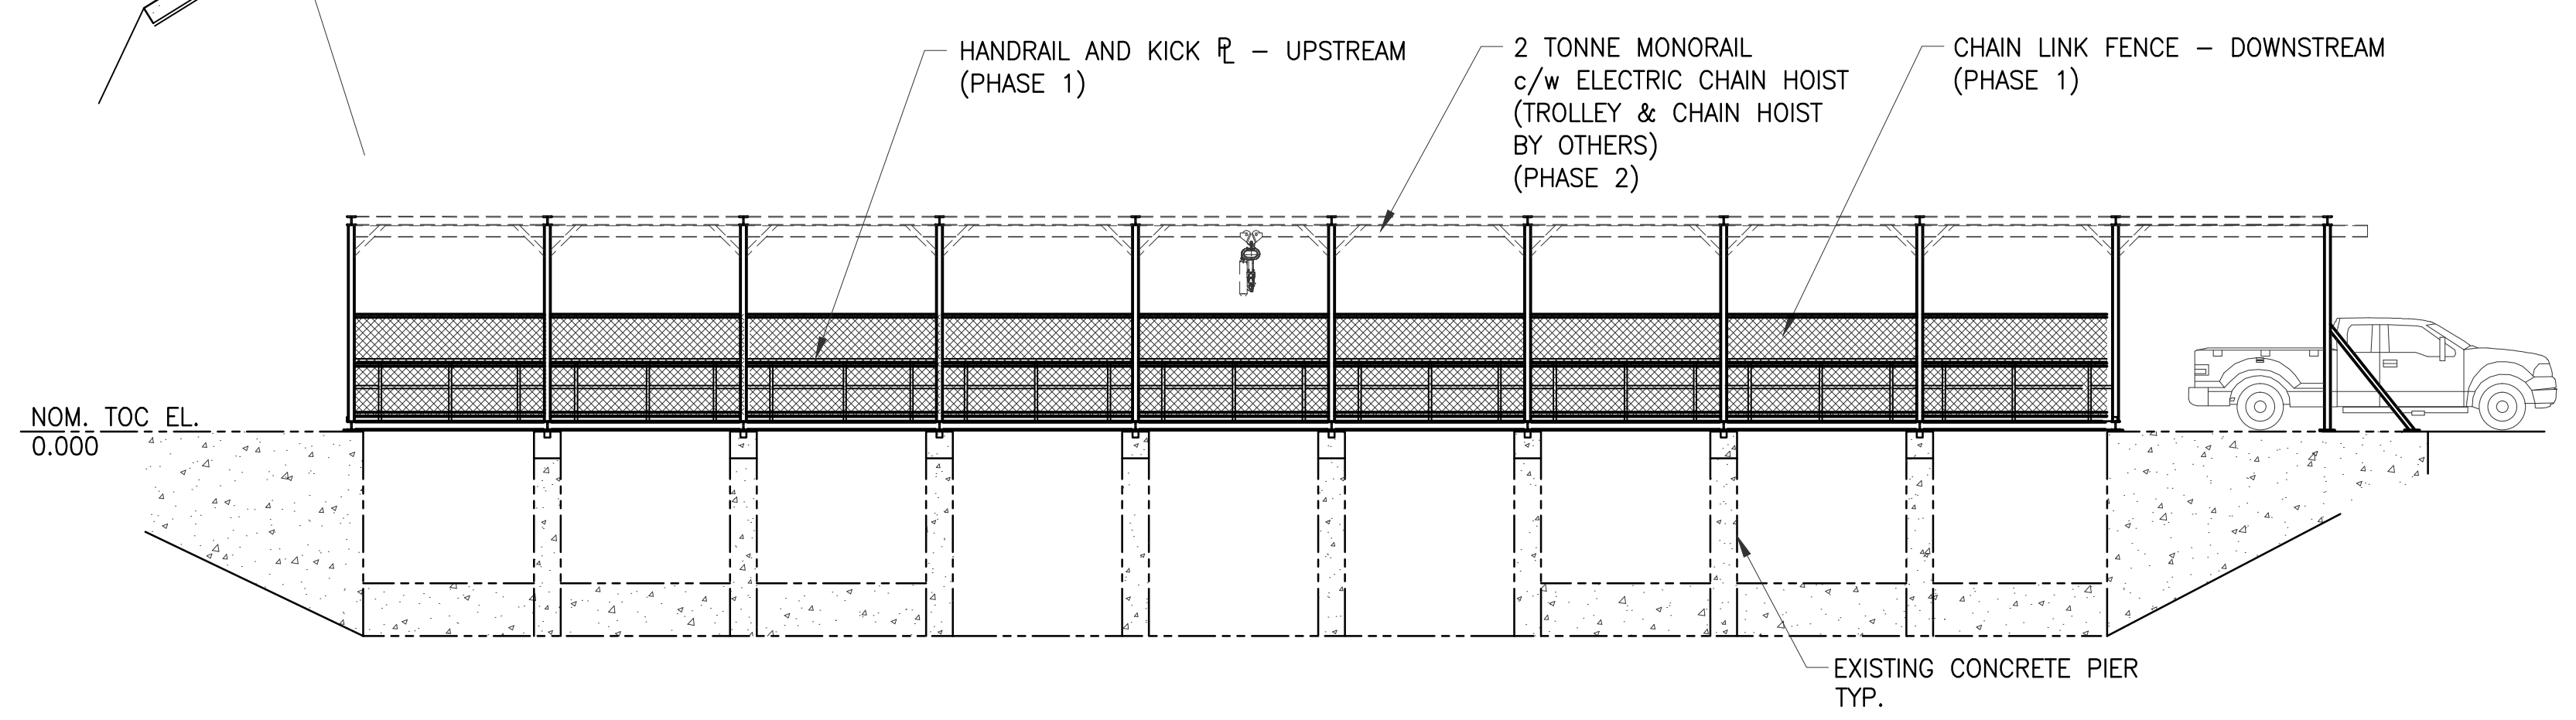 HANDRAIL AND KICK ⅊ - UPSTREAM
(PHASE 1)
2 TONNE MONORAIL
c/w ELECTRIC CHAIN HOIST
(TROLLEY & CHAIN HOIST
BY OTHERS)
(PHASE 2)
CHAIN LINK FENCE - DOWNSTREAM
(PHASE 1)
NOM. TOC EL.
0.000
EXISTING CONCRETE PIER
TYP.